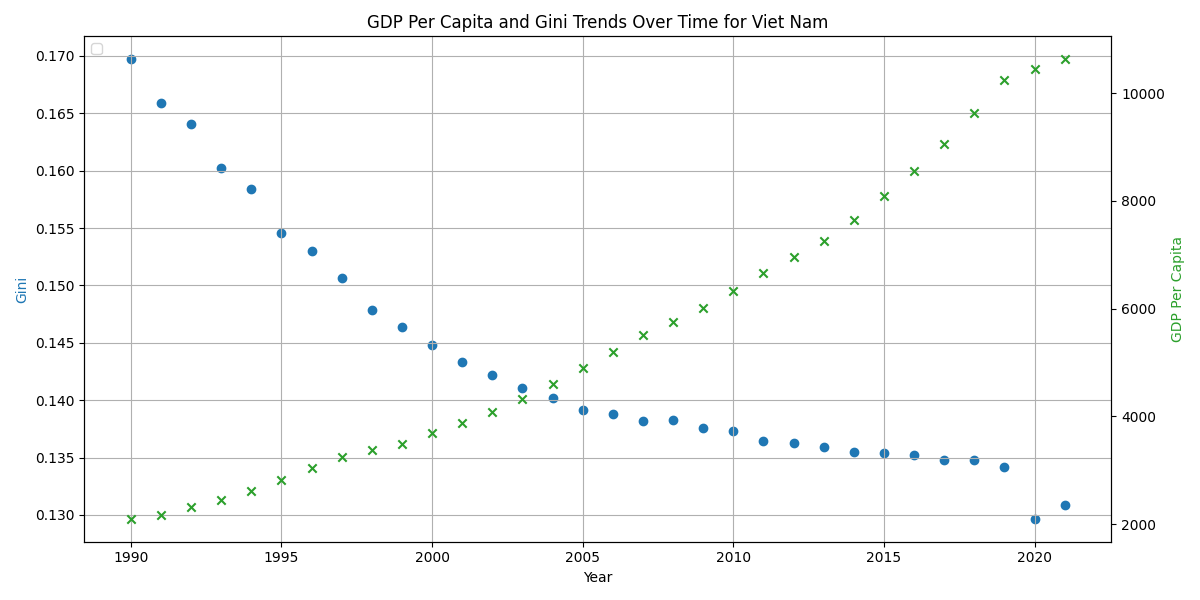 GDP Per Capita and Gini Trends Over Time for Viet Nam
0.170
0.165
0.160
0.155
0.150
0.145
0.140
0.135
0.130
Gini
10000
8000
6000
4000
2000
GDP Per Capita
1990 1995 2000 2005 2010 2015 2020
Year